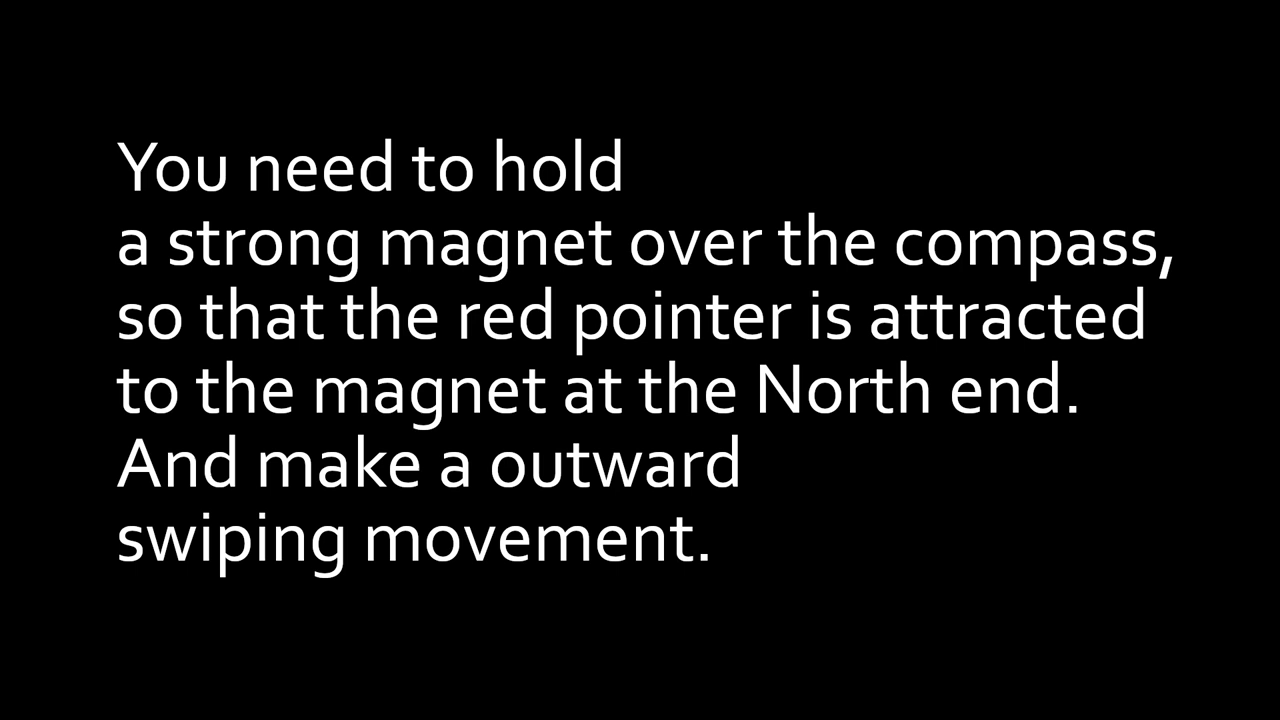 You need to hold
a strong magnet over the compass,
so that the red pointer is attracted
to the magnet at the North end.
And make a outward
swiping movement.